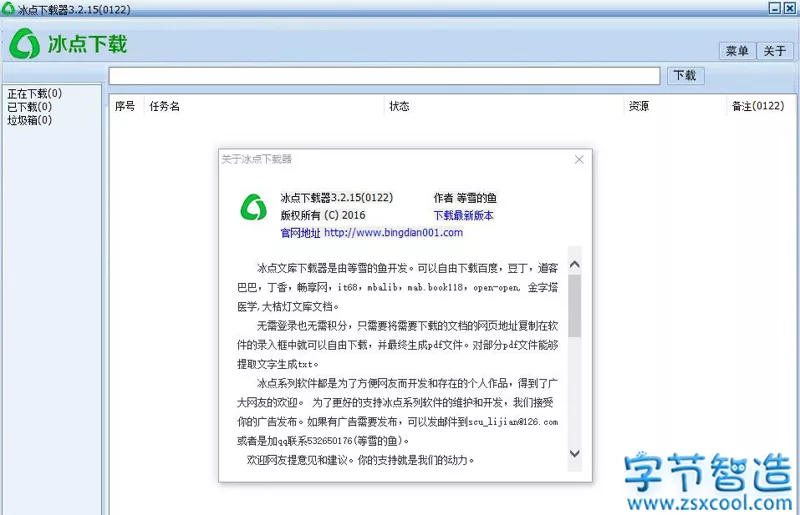 冰点下载器3.2.15(0122)
冰点下载
菜单 关于
下载
正在下载(0)
已下载(0)
垃圾箱(0)
序号 任务名 状态 资源 备注(0122)
关于冰点下载器
冰点下载器3.2.15(0122) 作者 等雪的鱼
版权所有 (C) 2016 下载最新版本
官网地址 http://www.bingdian001.com
冰点文库下载器是由等雪的鱼开发。可以自由下载百度，豆丁，道客
巴巴，丁香，畅享网，it68，mbalib，mab.book118，open-open, 金字塔
医学,大桔灯文库文档。
无需登录也无需积分，只需要将需要下载的文档的网页地址复制在软
件的录入框中就可以自由下载，并最终生成pdf文件。对部分pdf文件能够
提取文字生成txt。
冰点系列软件都是为了方便网友而开发和存在的个人作品，得到了广
大网友的欢迎。 为了更好的支持冰点系列软件的维护和开发，我们接受
你的广告发布。如果有广告需要发布，可以发邮件到scu_lijian@126.com
或者是加qq联系532650176(等雪的鱼)。
欢迎网友提意见和建议。你的支持就是我们的动力。
字节智造
www.zsxcool.com